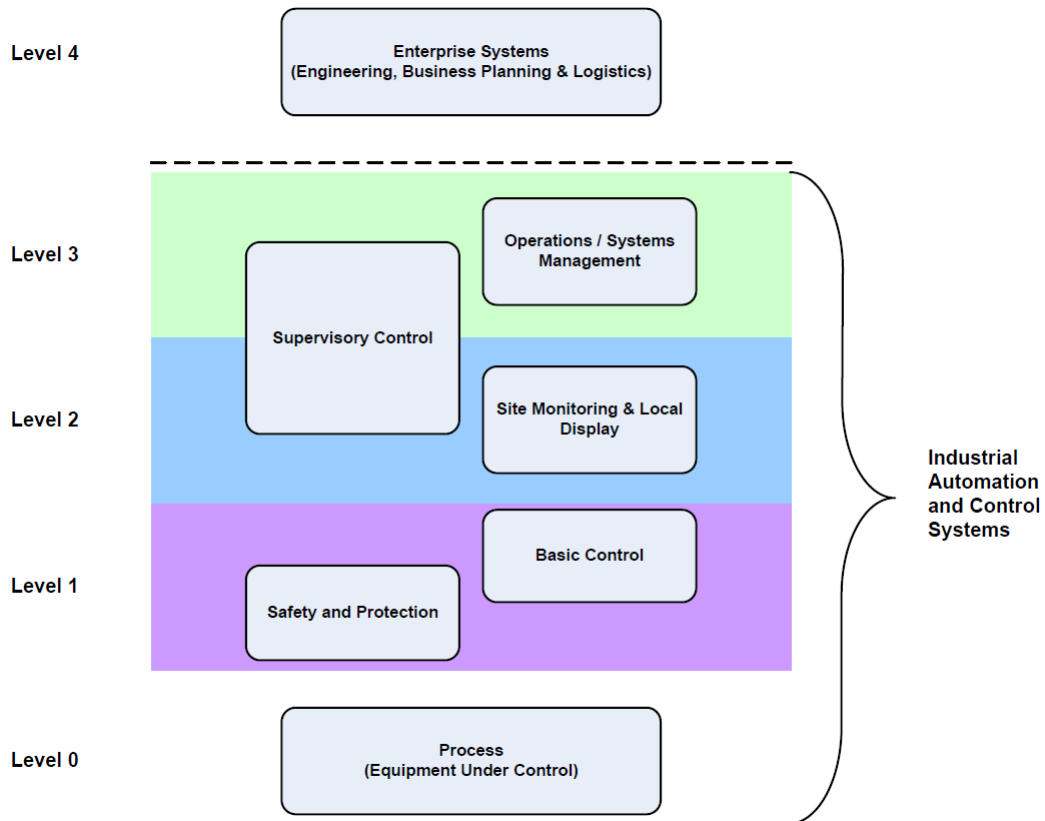 Level 4
Enterprise Systems
(Engineering, Business Planning & Logistics)
Level 3
Operations / Systems
Management
Supervisory Control
Level 2
Site Monitoring & Local
Display
Industrial
Automation
and Control
Systems
Level 1
Basic Control
Safety and Protection
Level 0
Process
(Equipment Under Control)